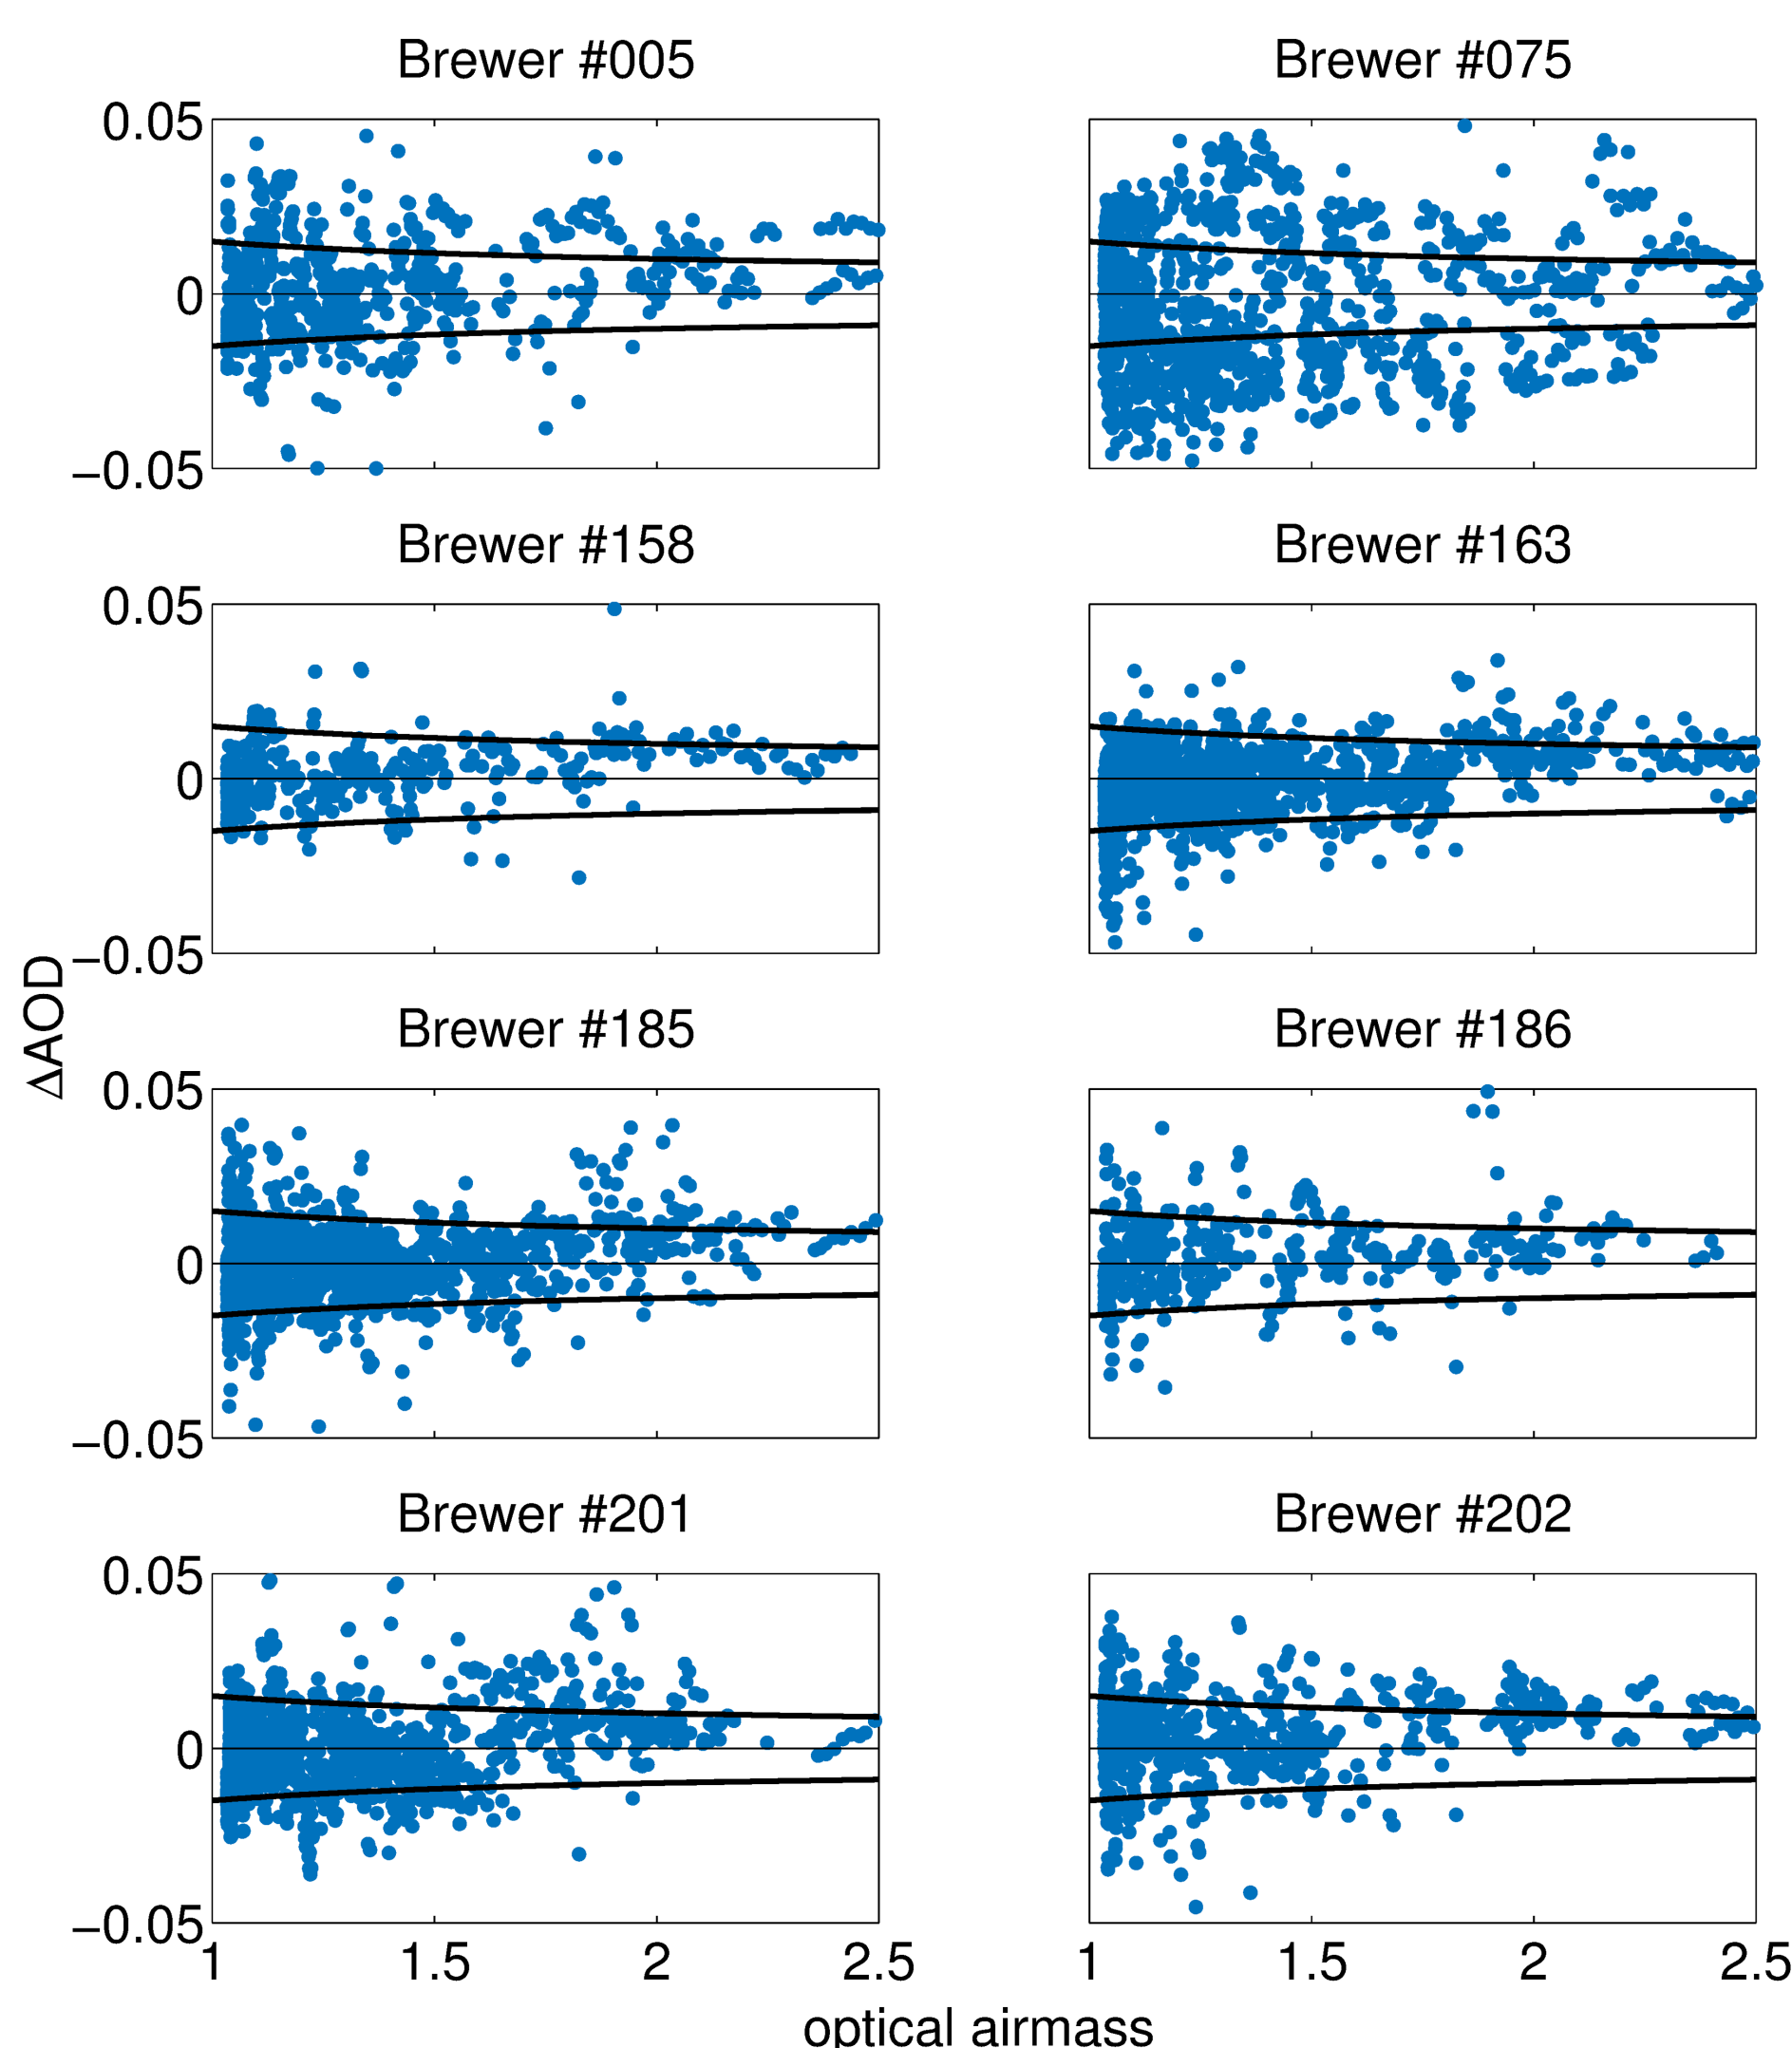 Brewer #005
Brewer #075
0.05
0
−0.05
Brewer #158
Brewer #163
0.05
0
−0.05
ΔAOD
Brewer #185
Brewer #186
0.05
0
−0.05
Brewer #201
Brewer #202
0.05
0
−0.05
1 1.5 2 2.5 1 1.5 2 2.5
optical airmass